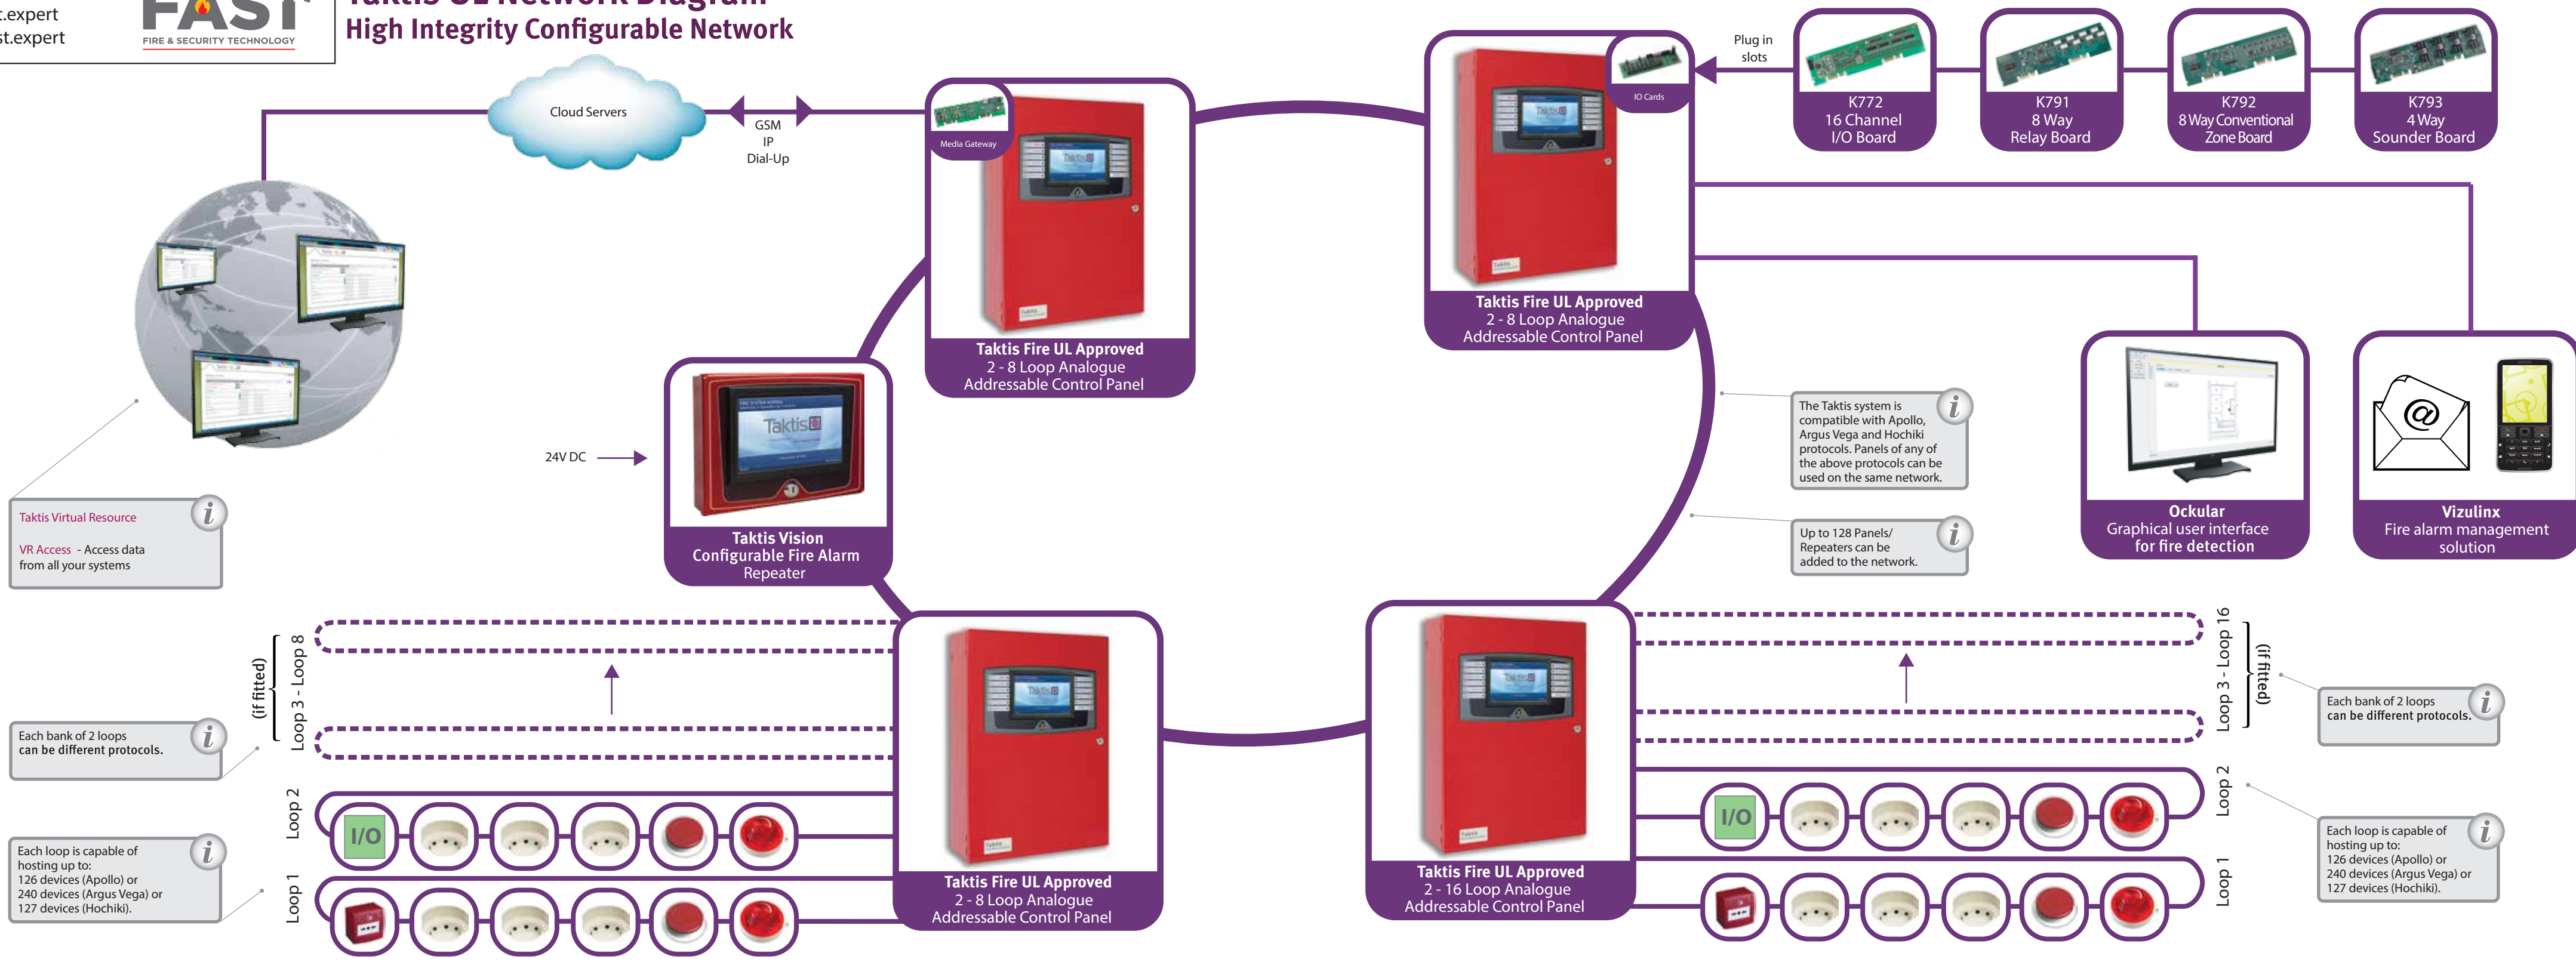 t.expert
st.expert
FAST
FIRE & SECURITY TECHNOLOGY
Taktis UL Network Diagram
High Integrity Configurable Network
Cloud Servers
GSM
IP
Dial-Up
Media Gateway
Taktis
Taktis Fire UL Approved
2 - 8 Loop Analogue
Addressable Control Panel
IO Cards
Taktis
Taktis Fire UL Approved
2 - 8 Loop Analogue
Addressable Control Panel
Plug in
slots
K772
16 Channel
I/O Board
K791
8 Way
Relay Board
K792
8 Way Conventional
Zone Board
K793
4 Way
Sounder Board
24V DC
Taktis
Taktis Vision
Configurable Fire Alarm
Repeater
The Taktis system is
compatible with Apollo,
Argus Vega and Hochiki
protocols. Panels of any of
the above protocols can be
used on the same network.
i
Up to 128 Panels/
Repeaters can be
added to the network.
i
Ockular
Graphical user interface
for fire detection
@
Vizulinx
Fire alarm management
solution
Taktis Virtual Resource
VR Access - Access data
from all your systems
i
(if fitted)
Loop 3 - Loop 8
Each bank of 2 loops
can be different protocols.
i
Loop 2
I/O
Each loop is capable of
hosting up to:
126 devices (Apollo) or
240 devices (Argus Vega) or
127 devices (Hochiki).
i
Loop 1
Taktis
Taktis
Taktis Fire UL Approved
2 - 8 Loop Analogue
Addressable Control Panel
Taktis
Taktis
Taktis Fire UL Approved
2 - 16 Loop Analogue
Addressable Control Panel
Loop 3 - Loop 16
(if fitted)
Each bank of 2 loops
can be different protocols.
i
I/O
Loop 2
Loop 1
Each loop is capable of
hosting up to:
126 devices (Apollo) or
240 devices (Argus Vega) or
127 devices (Hochiki).
i